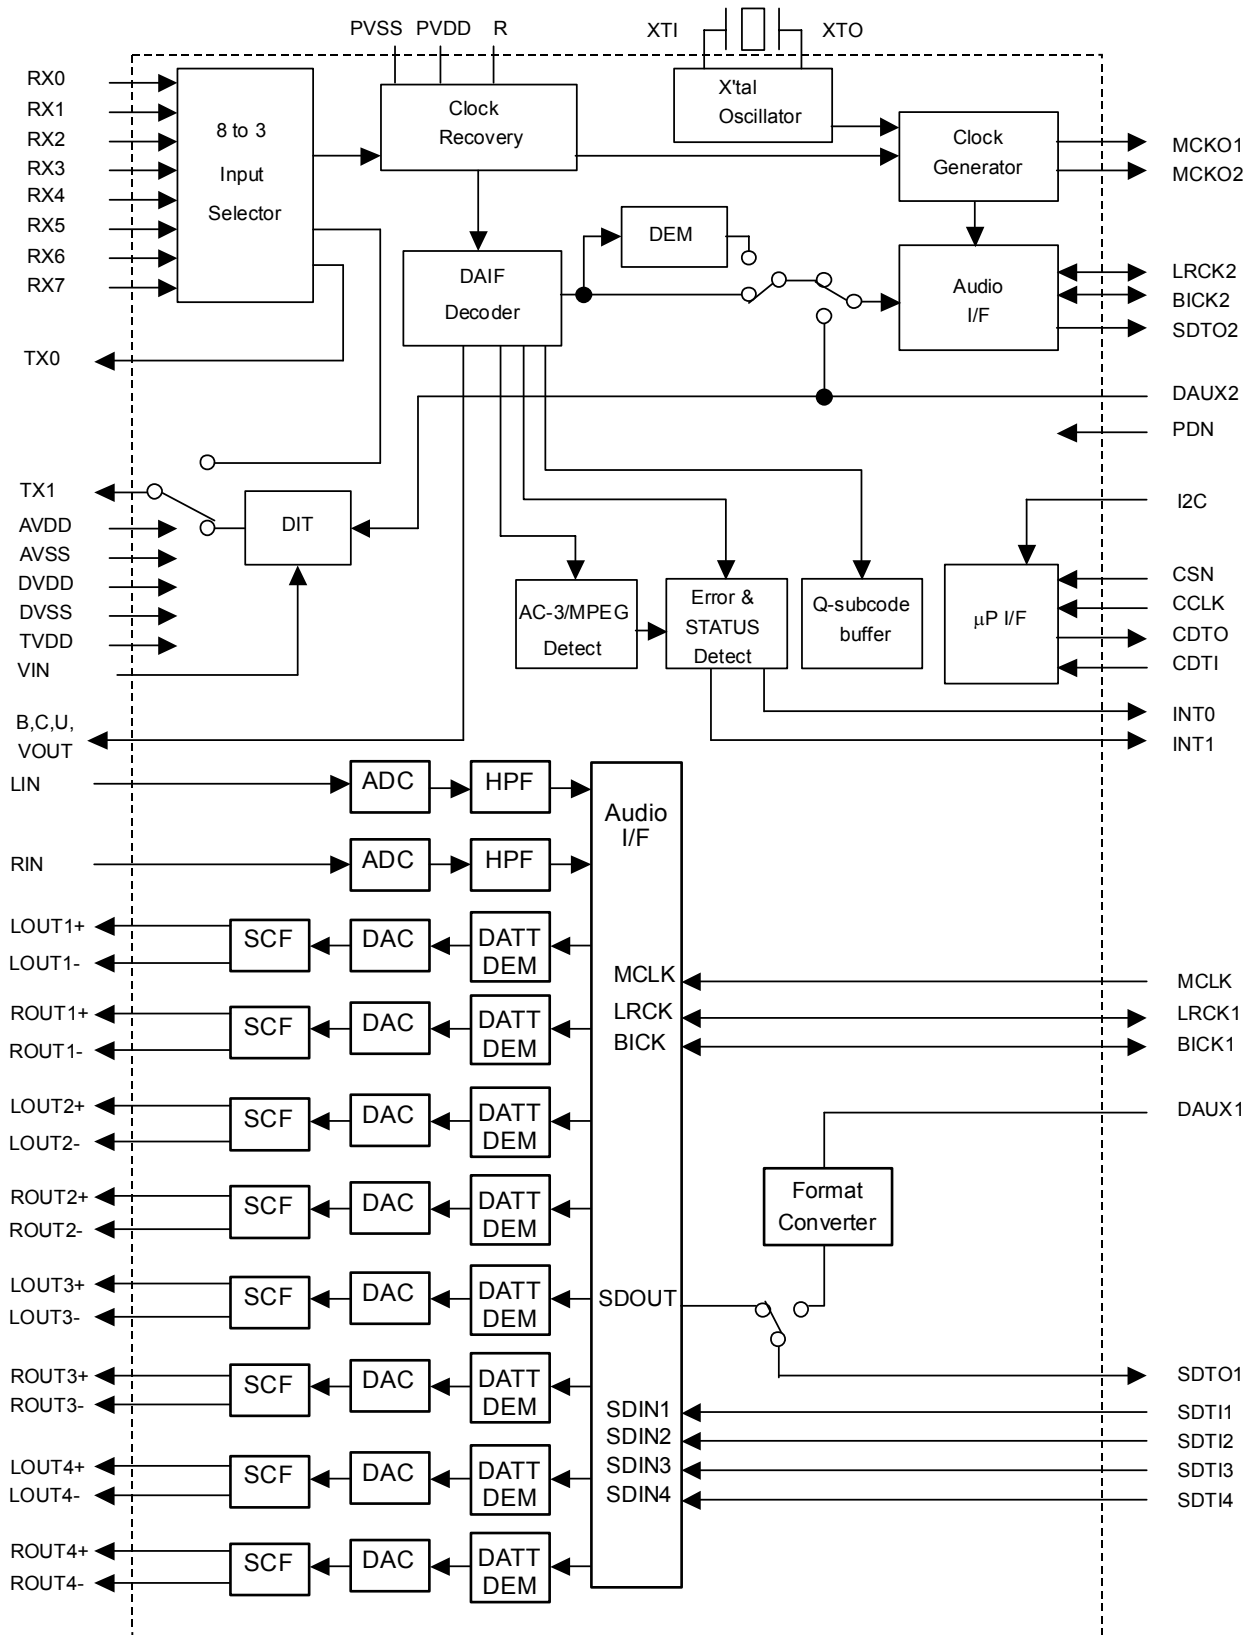 PVSS PVDD R
XTI XTO
RX0
RX1
RX2
RX3
RX4
RX5
RX6
RX7
8 to 3
Input
Selector
Clock
Recovery
X'tal
Oscillator
Clock
Generator
MCKO1
MCKO2
DEM
DAIF
Decoder
Audio
I/F
LRCK2
BICK2
SDTO2
TX0
DAUX2
PDN
TX1
AVDD
AVSS
DVDD
DVSS
TVDD
VIN
DIT
I2C
AC-3/MPEG
Detect
Error &
STATUS
Detect
Q-subcode
buffer
µP I/F
CSN
CCLK
CDTO
CDTI
INT0
INT1
B,C,U,
VOUT
LIN
ADC
HPF
Audio
I/F
RIN
ADC
HPF
LOUT1+
LOUT1-
SCF
DAC
DATT
DEM
MCLK
MCLK
ROUT1+
ROUT1-
SCF
DAC
DATT
DEM
LRCK
LRCK1
BICK
BICK1
LOUT2+
LOUT2-
SCF
DAC
DATT
DEM
DAUX1
ROUT2+
ROUT2-
SCF
DAC
DATT
DEM
Format
Converter
LOUT3+
LOUT3-
SCF
DAC
DATT
DEM
SDOUT
ROUT3+
ROUT3-
SCF
DAC
DATT
DEM
SDTO1
SDIN1
SDTI1
SDIN2
SDTI2
LOUT4+
LOUT4-
SCF
DAC
DATT
DEM
SDIN3
SDTI3
SDIN4
SDTI4
ROUT4+
ROUT4-
SCF
DAC
DATT
DEM